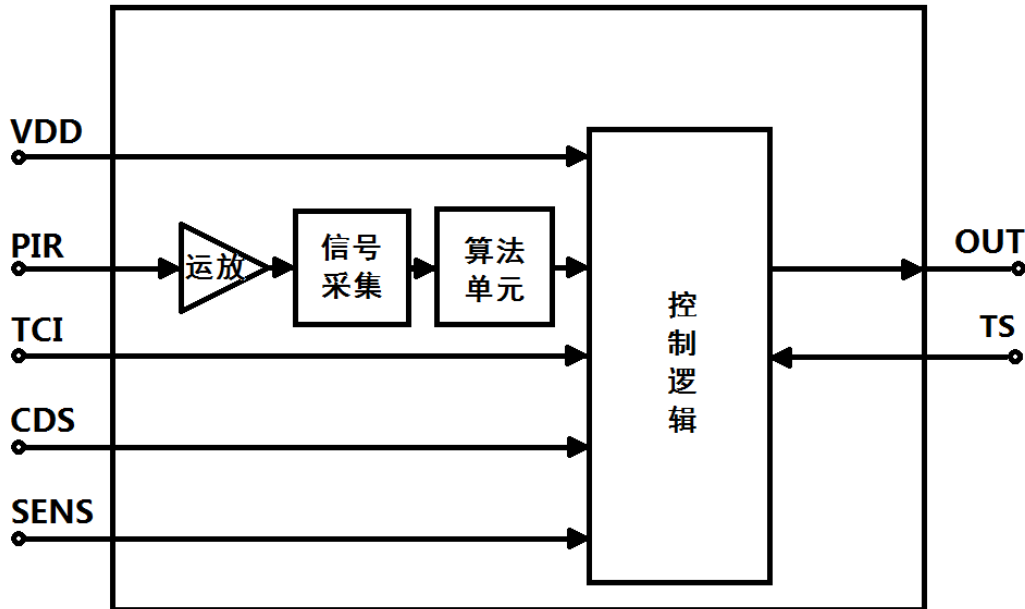 VDD
PIR
TCI
CDS
SENS
运放
信号
采集
算法
单元
控
制
逻
辑
OUT
TS